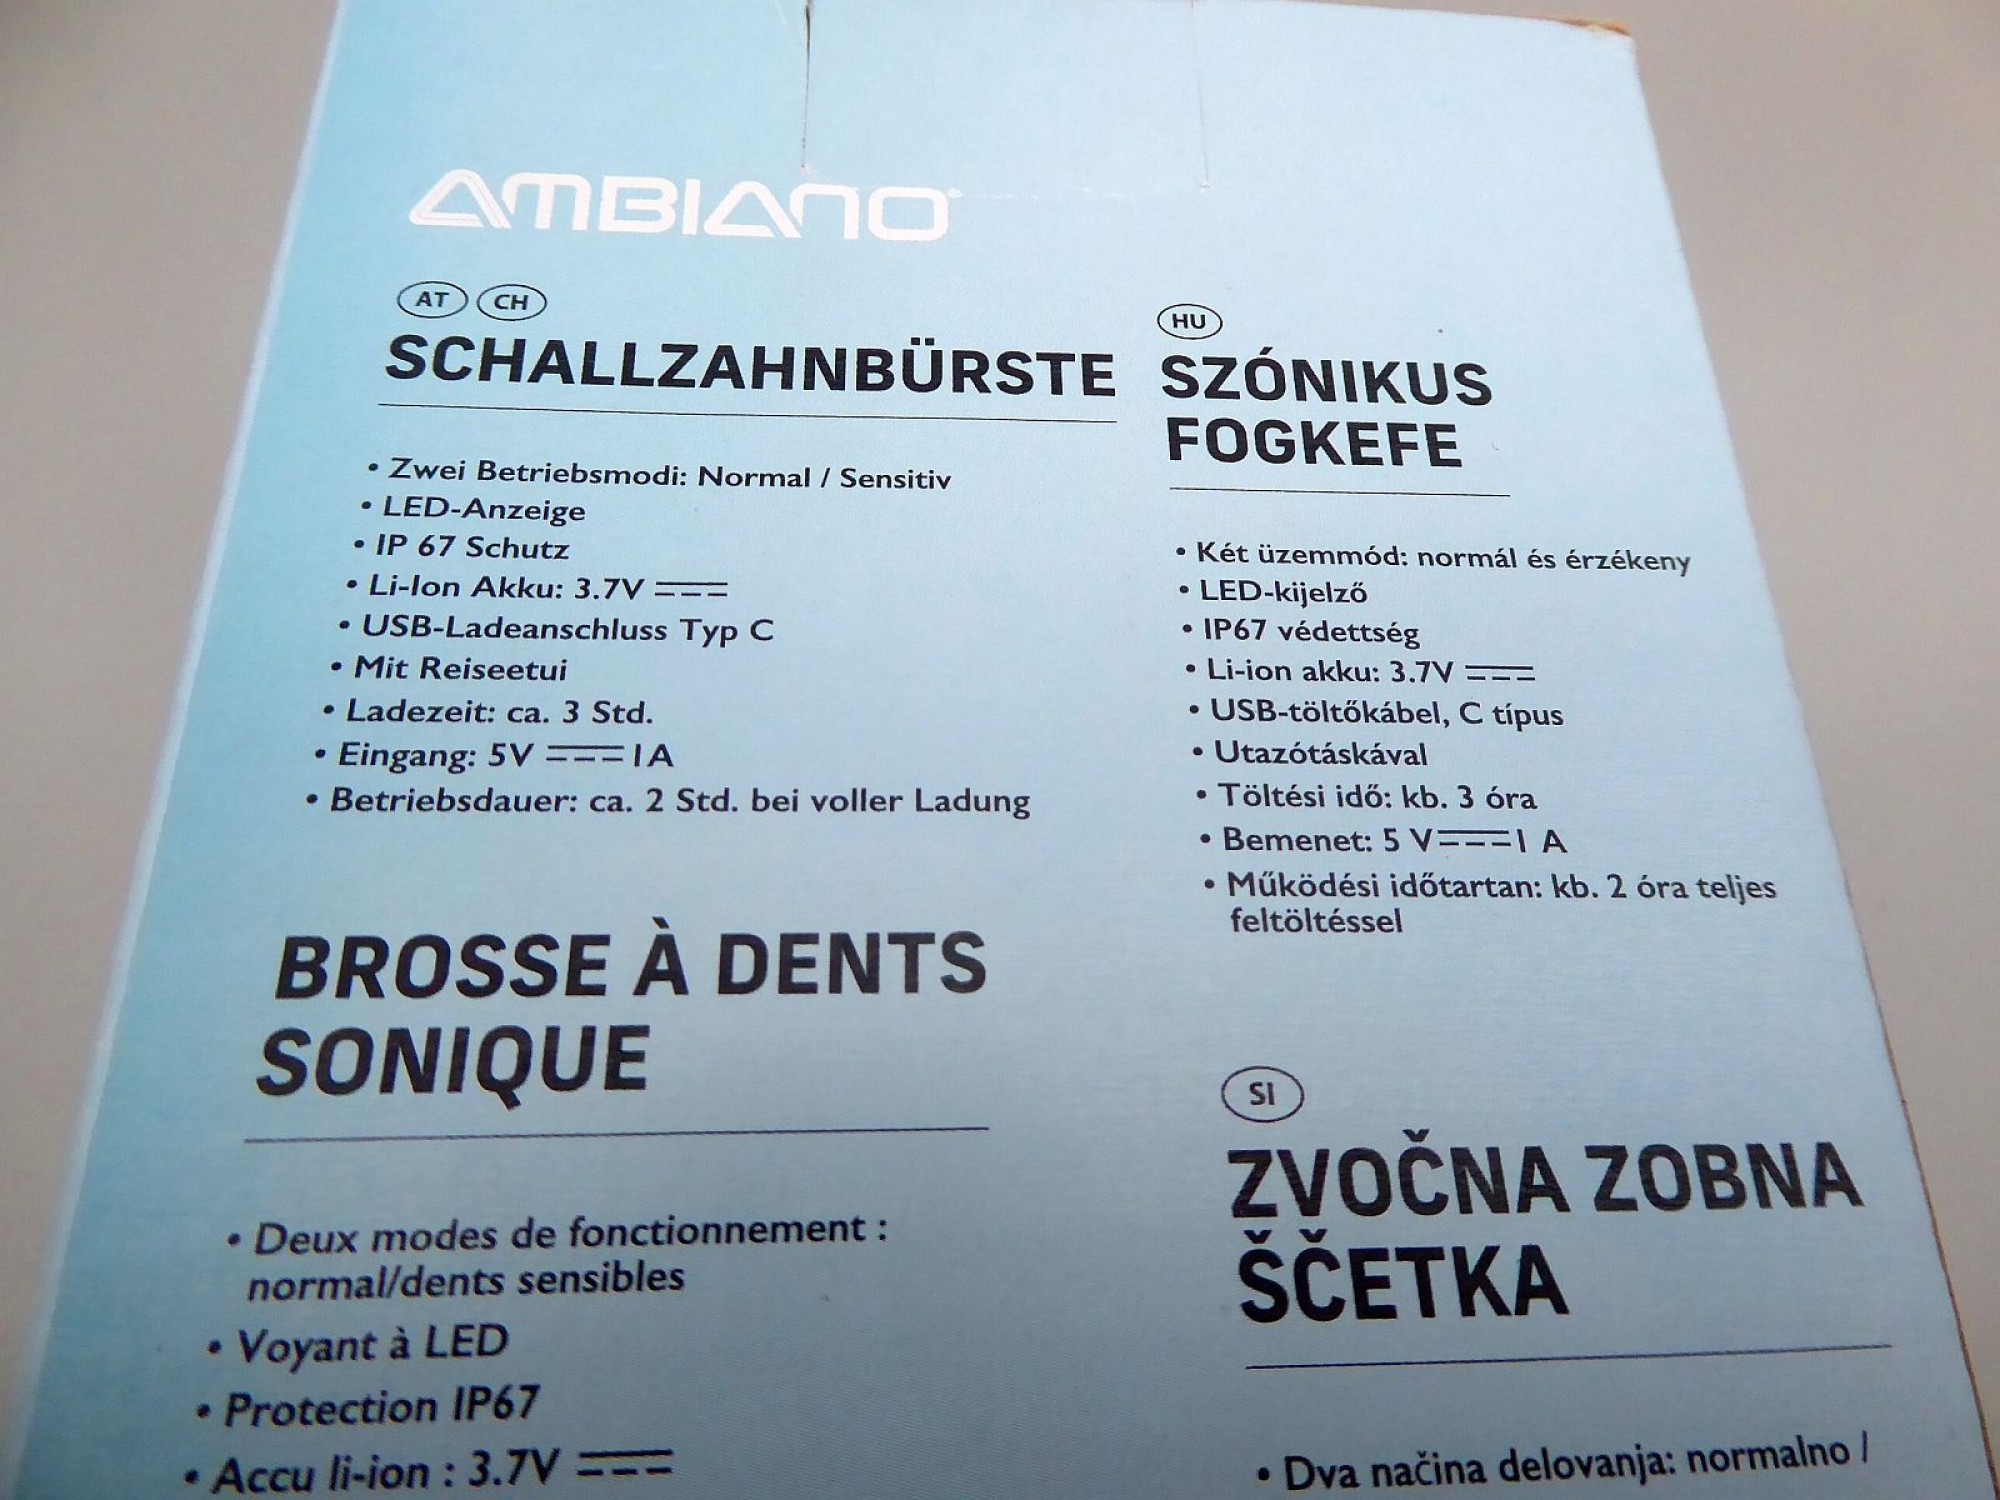 AMBIANO
AT CH
SCHALLZAHNBÜRSTE
• Zwei Betriebsmodi: Normal / Sensitiv
• LED-Anzeige
• IP 67 Schutz
• Li-Ion Akku: 3.7V ⎓
• USB-Ladeanschluss Typ C
• Mit Reiseetui
• Ladezeit: ca. 3 Std.
• Eingang: 5V ⎓ 1A
• Betriebsdauer: ca. 2 Std. bei voller Ladung
BROSSE À DENTS
SONIQUE
• Deux modes de fonctionnement :
normal/dents sensibles
• Voyant à LED
• Protection IP67
• Accu li-ion : 3.7V ⎓
HU
SZÓNIKUS
FOGKEFE
• Két üzemmód: normál és érzékeny
• LED-kijelző
• IP67 védettség
• Li-ion akku: 3.7V ⎓
• USB-töltőkábel, C típus
• Utazótáskával
• Töltési idő: kb. 3 óra
• Bemenet: 5 V ⎓ 1 A
• Működési időtartan: kb. 2 óra teljes
feltöltéssel
SI
ZVOČNA ZOBNA
ŠČETKA
• Dva načina delovanja: normalno /